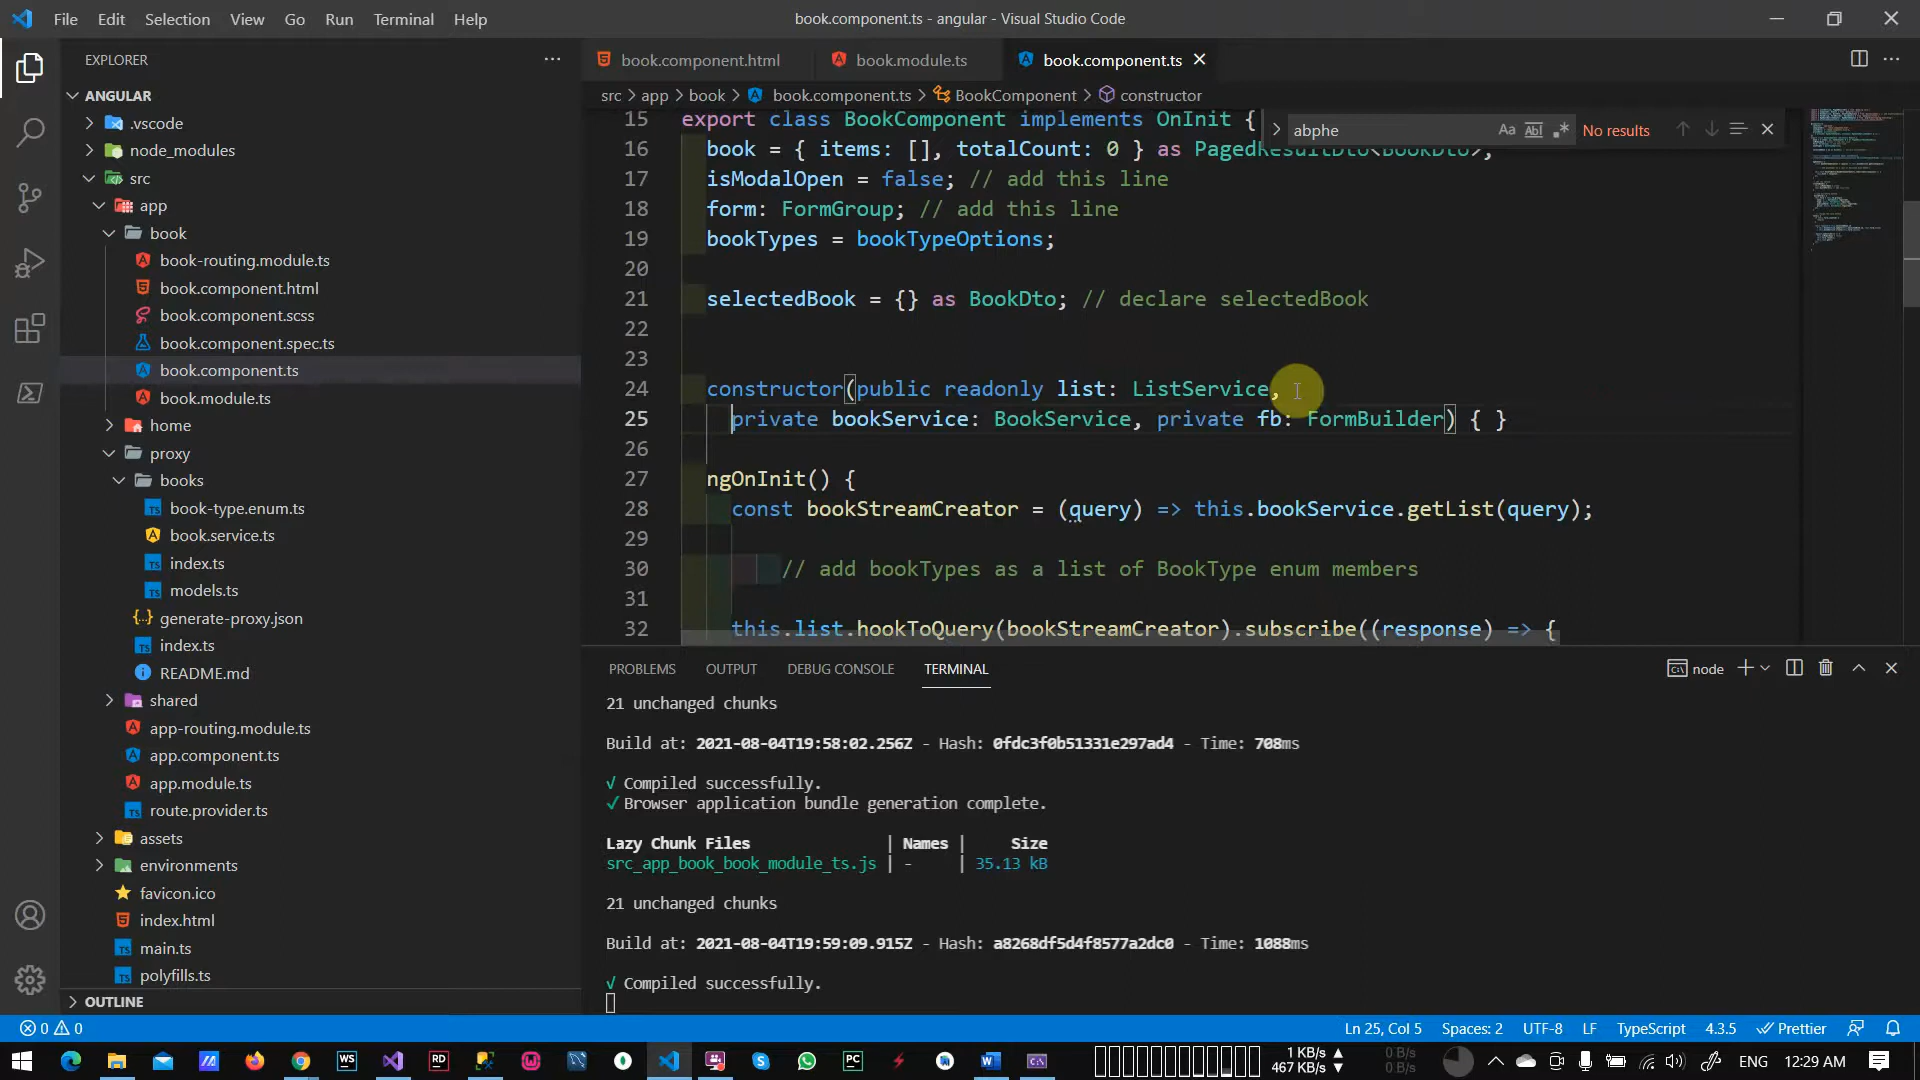 File Edit Selection View Go Run Terminal Help
book.component.ts - angular - Visual Studio Code
EXPLORER
ANGULAR
.vscode
node_modules
src
app
book
book-routing.module.ts
book.component.html
book.component.scss
book.component.spec.ts
book.component.ts
book.module.ts
home
proxy
books
book-type.enum.ts
book.service.ts
index.ts
models.ts
generate-proxy.json
index.ts
README.md
shared
app-routing.module.ts
app.component.ts
app.module.ts
route.provider.ts
assets
environments
favicon.ico
index.html
main.ts
polyfills.ts
OUTLINE
book.component.html book.module.ts book.component.ts
src > app > book > book.component.ts > BookComponent > constructor
abphe Aa Abl No results
15 export class BookComponent implements OnInit {
16 book = { items: [], totalCount: 0 } as PagedResultDto<BookDto>;
17 isModalOpen = false; // add this line
18 form: FormGroup; // add this line
19 bookTypes = bookTypeOptions;
20
21 selectedBook = {} as BookDto; // declare selectedBook
22
23
24 constructor(public readonly list: ListService,
25 private bookService: BookService, private fb: FormBuilder) { }
26
27 ngOnInit() {
28 const bookStreamCreator = (query) => this.bookService.getList(query);
29
30 // add bookTypes as a list of BookType enum members
31
32 this.list.hookToQuery(bookStreamCreator).subscribe((response) => {
PROBLEMS OUTPUT DEBUG CONSOLE TERMINAL
node
21 unchanged chunks
Build at: 2021-08-04T19:58:02.256Z - Hash: 0fdc3f0b51331e297ad4 - Time: 708ms
√ Compiled successfully.
✓ Browser application bundle generation complete.
Lazy Chunk Files | Names | Size
src_app_book_book_module_ts.js | - | 35.13 kB
21 unchanged chunks
Build at: 2021-08-04T19:59:09.915Z - Hash: a8268df5d4f8577a2dc0 - Time: 1088ms
√ Compiled successfully.
0 0
Ln 25, Col 5 Spaces: 2 UTF-8 LF TypeScript 4.3.5 Prettier
WS RD PC
1 KB/s
467 KB/s
0 B/s
0 B/s
ENG 12:29 AM